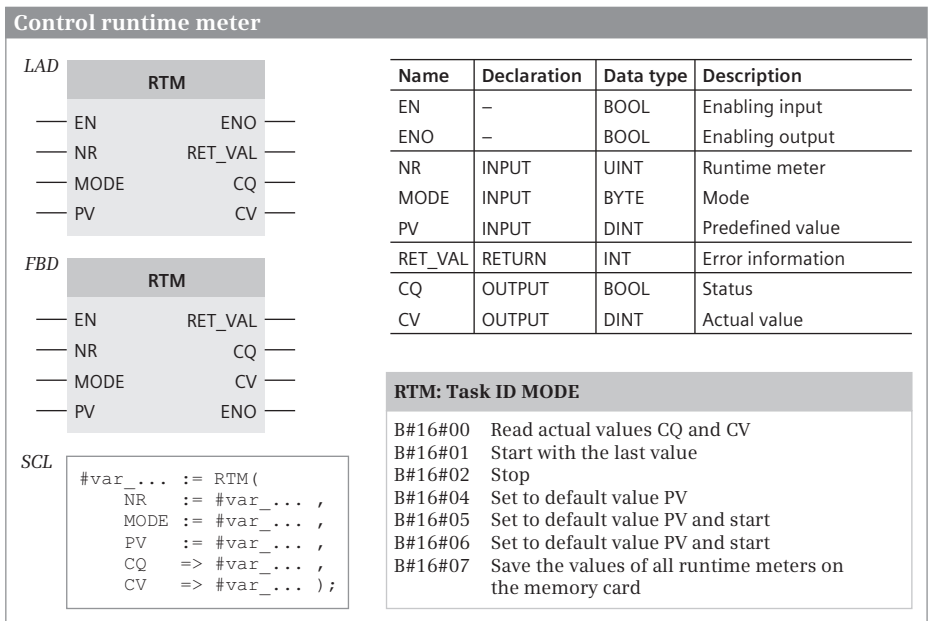 Control runtime meter
LAD
RTM
EN ENO
NR RET_VAL
MODE CQ
PV CV
FBD
RTM
EN RET_VAL
NR CQ
MODE CV
PV ENO
SCL
#var_... := RTM(
NR := #var_... ,
MODE := #var_... ,
PV := #var_... ,
CQ => #var_... ,
CV => #var_... );
Name Declaration Data type Description
EN – BOOL Enabling input
ENO – BOOL Enabling output
NR INPUT UINT Runtime meter
MODE INPUT BYTE Mode
PV INPUT DINT Predefined value
RET_VAL RETURN INT Error information
CQ OUTPUT BOOL Status
CV OUTPUT DINT Actual value
RTM: Task ID MODE
B#16#00 Read actual values CQ and CV
B#16#01 Start with the last value
B#16#02 Stop
B#16#04 Set to default value PV
B#16#05 Set to default value PV and start
B#16#06 Set to default value PV and start
B#16#07 Save the values of all runtime meters on
the memory card